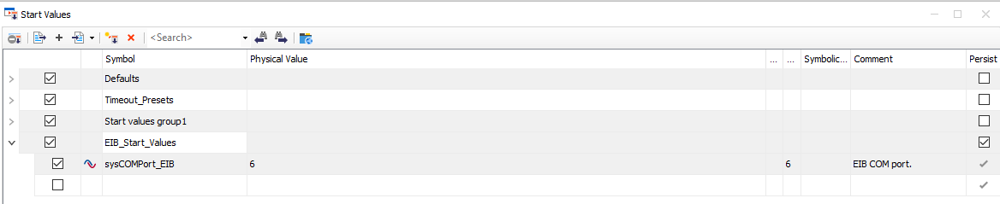 Start Values
<Search>
Symbol Physical Value ... ... Symbolic... Comment Persist
Defaults
Timeout_Presets
Start values group1
EIB_Start_Values
sysCOMPort_EIB 6 6 EIB COM port.